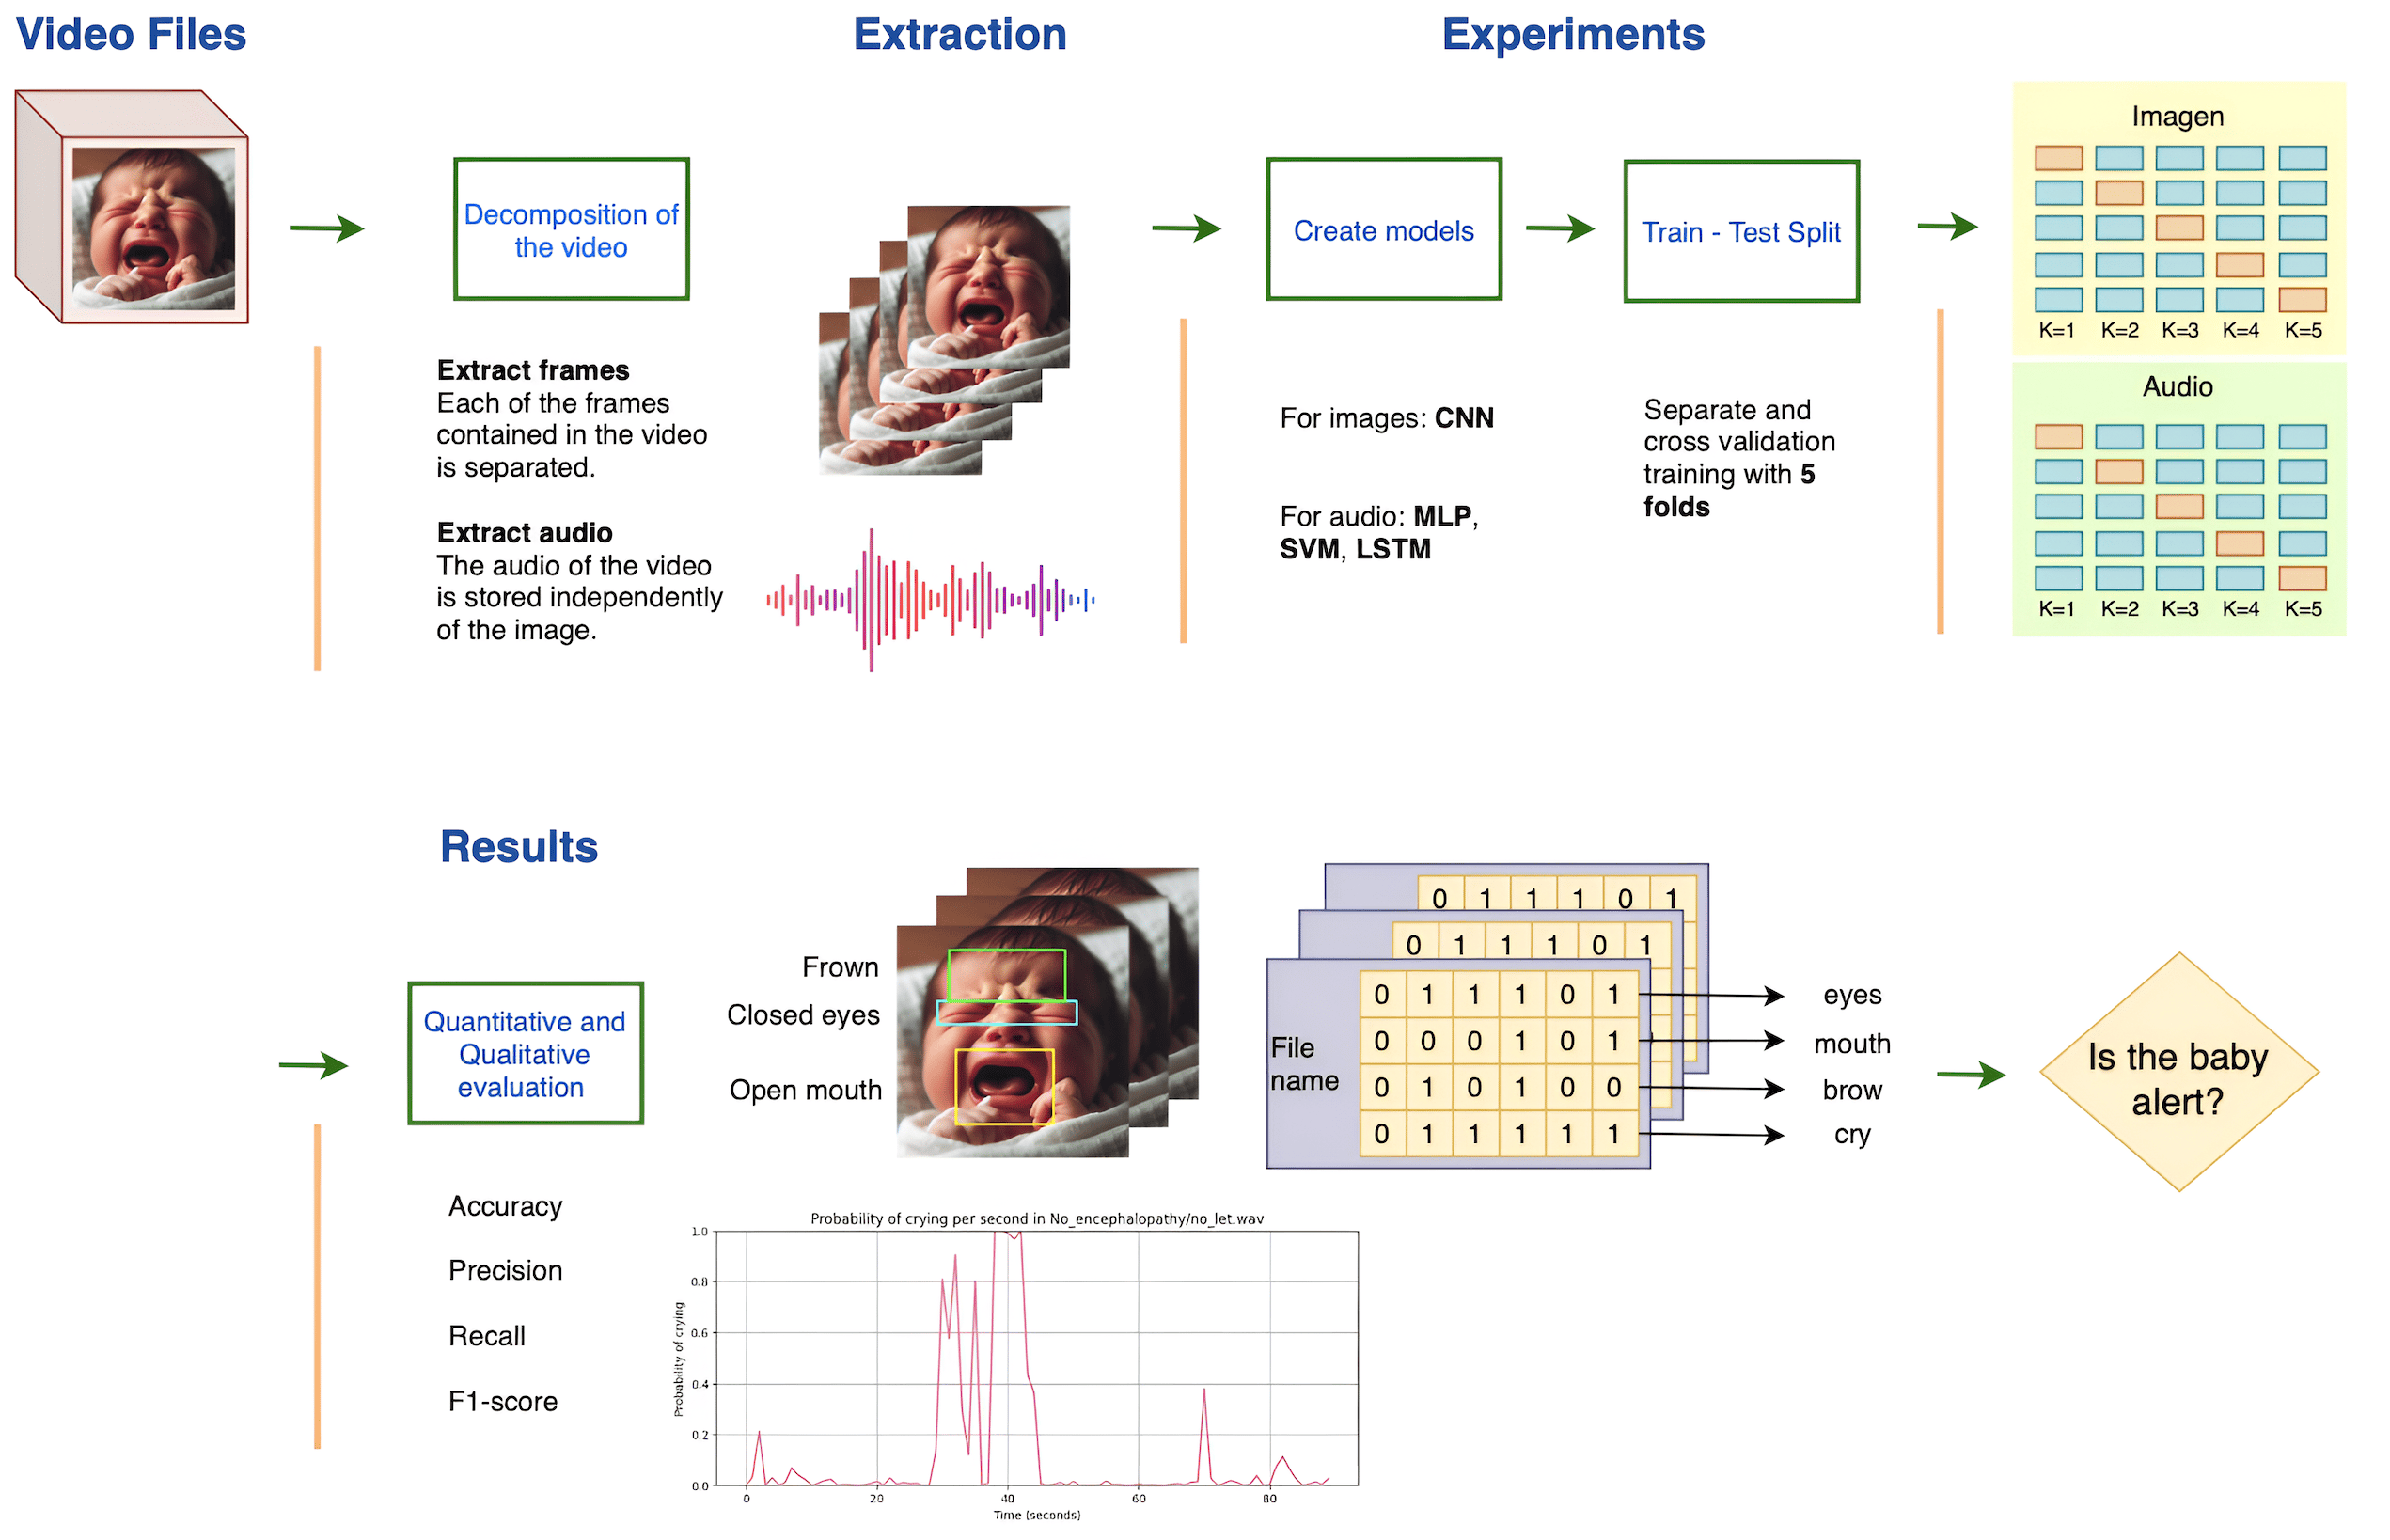 Video Files
Extraction
Experiments
Decomposition of
the video
Extract frames
Each of the frames
contained in the video
is separated.
Extract audio
The audio of the video
is stored independently
of the image.
Create models
For images: CNN
For audio: MLP,
SVM, LSTM
Train - Test Split
Separate and
cross validation
training with 5
folds
Imagen
K=1 K=2 K=3 K=4 K=5
Audio
K=1 K=2 K=3 K=4 K=5
Results
Quantitative and
Qualitative
evaluation
Accuracy
Precision
Recall
F1-score
Frown
Closed eyes
Open mouth
0 1 1 1 0 1
0 1 1 1 0 1
File
name
0 1 1 1 0 1
0 0 0 1 0 1
0 1 0 1 0 0
0 1 1 1 1 1
eyes
mouth
brow
cry
Is the baby
alert?
Probability of crying per second in No_encephalopathy/no_let.wav
Probability of crying
1.0
0.8
0.6
0.4
0.2
0.0
0 20 40 60 80
Time (seconds)